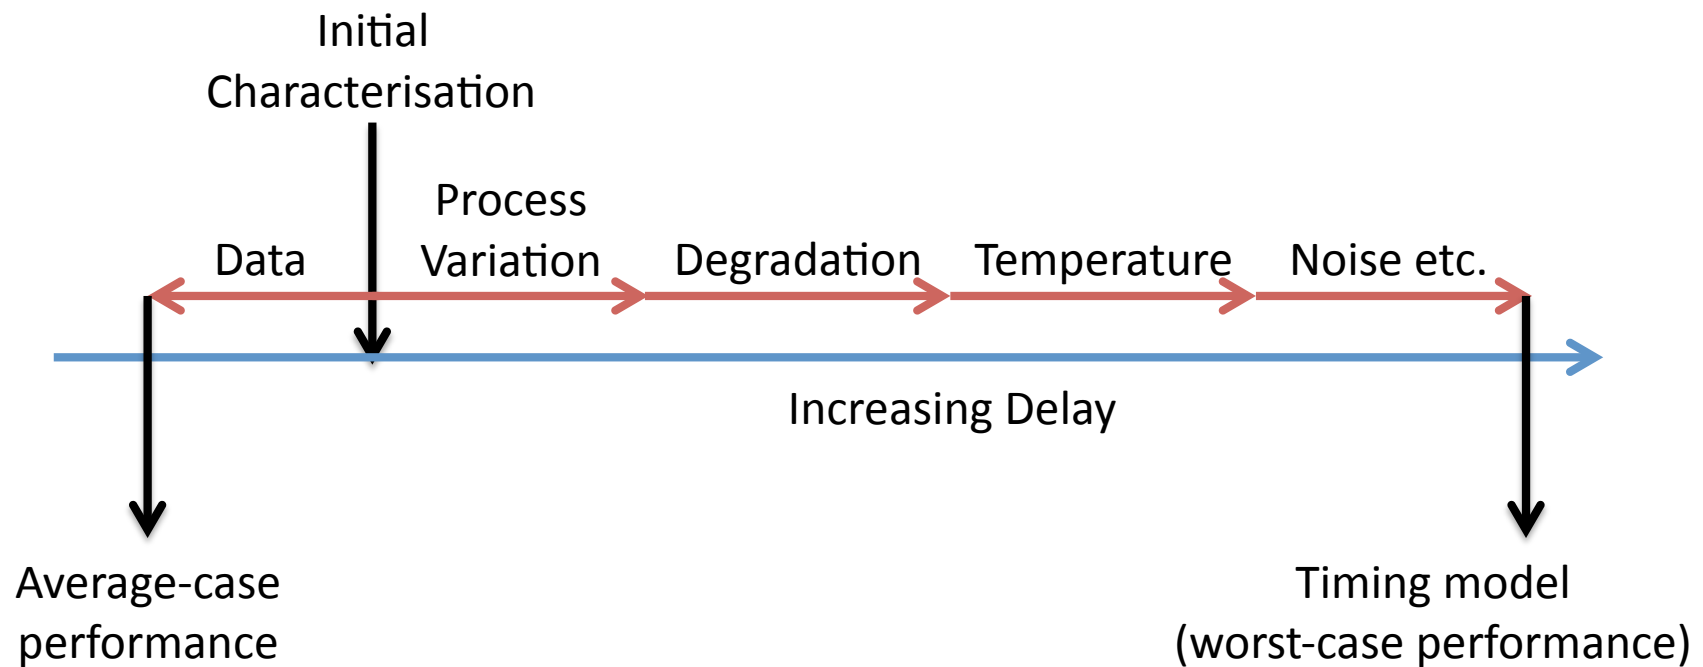 Initial
Characterisation
Process
Variation
Data
Degradation
Temperature
Noise etc.
Increasing Delay
Average-case
performance
Timing model
(worst-case performance)